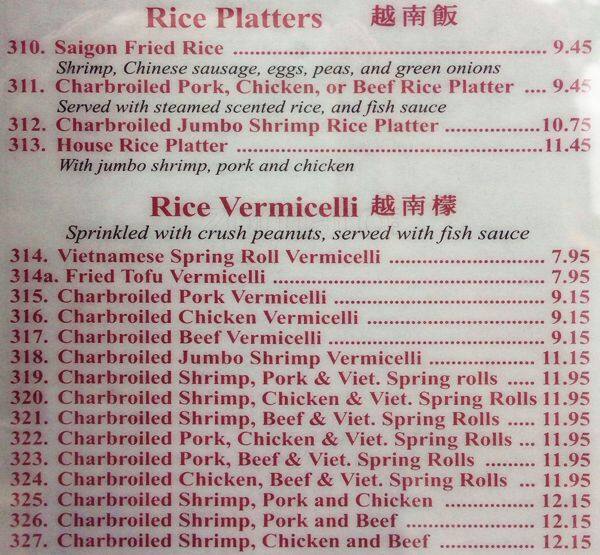 Rice Platters 越南飯
310. Saigon Fried Rice ................................................ 9.45
Shrimp, Chinese sausage, eggs, peas, and green onions
311. Charbroiled Pork, Chicken, or Beef Rice Platter .... 9.45
Served with steamed scented rice, and fish sauce
312. Charbroiled Jumbo Shrimp Rice Platter ...............10.75
313. House Rice Platter ...............................................11.45
With jumbo shrimp, pork and chicken
Rice Vermicelli 越南檬
Sprinkled with crush peanuts, served with fish sauce
314. Vietnamese Spring Roll Vermicelli ......................... 7.95
314a. Fried Tofu Vermicelli .......................................... 7.95
315. Charbroiled Pork Vermicelli ................................. 9.15
316. Charbroiled Chicken Vermicelli ............................ 9.15
317. Charbroiled Beef Vermicelli .................................. 9.15
318. Charbroiled Jumbo Shrimp Vermicelli ................. 11.15
319. Charbroiled Shrimp, Pork & Viet. Spring rolls ..... 11.95
320. Charbroiled Shrimp, Chicken & Viet. Spring Rolls 11.95
321. Charbroiled Shrimp, Beef & Viet. Spring Rolls ..... 11.95
322. Charbroiled Pork, Chicken & Viet. Spring Rolls ... 11.95
323. Charbroiled Pork, Beef & Viet. Spring Rolls ......... 11.95
324. Charbroiled Chicken, Beef & Viet. Spring Rolls ... 11.95
325. Charbroiled Shrimp, Pork and Chicken .............. 12.15
326. Charbroiled Shrimp, Pork and Beef .................... 12.15
327. Charbroiled Shrimp, Chicken and Beef ............... 12.15